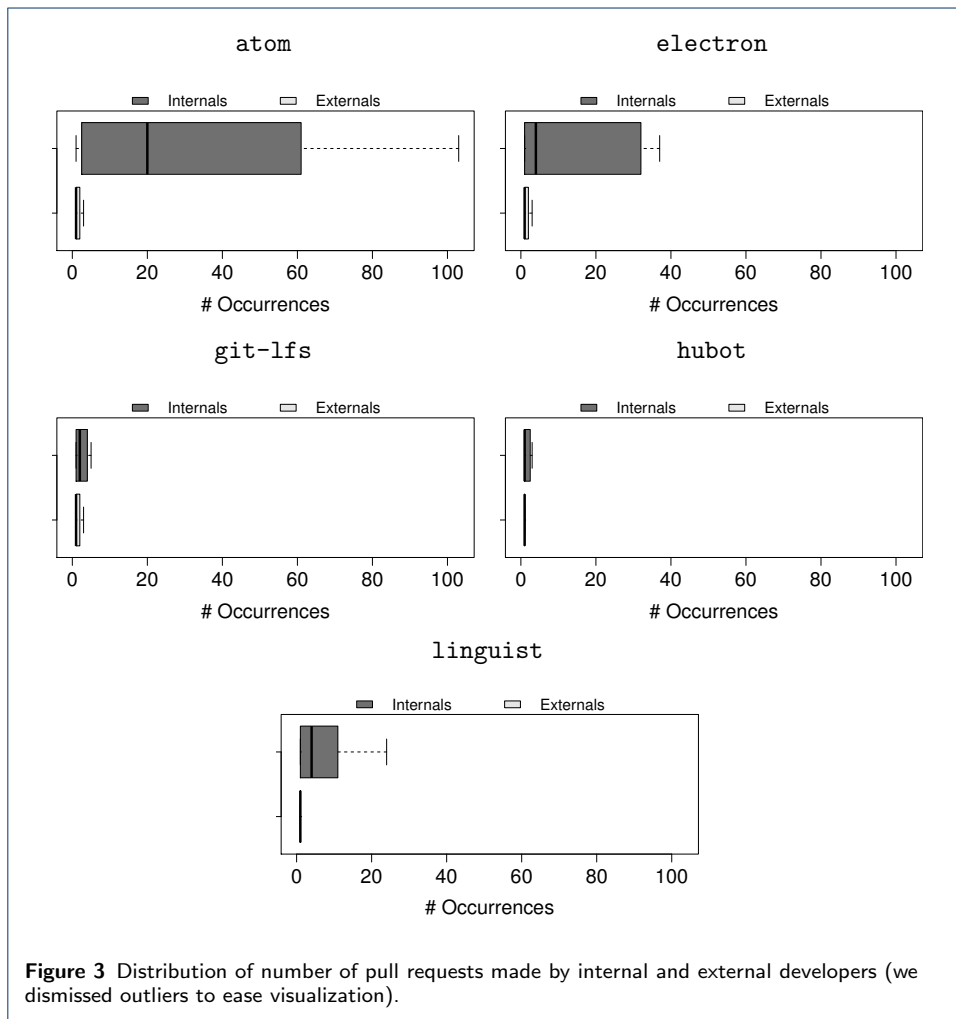 atom
electron
Internals Externals
Internals Externals
0 20 40 60 80 100
0 20 40 60 80 100
# Occurrences
# Occurrences
git-lfs
hubot
Internals Externals
Internals Externals
0 20 40 60 80 100
0 20 40 60 80 100
# Occurrences
# Occurrences
linguist
Internals Externals
0 20 40 60 80 100
# Occurrences
Figure 3 Distribution of number of pull requests made by internal and external developers (we
dismissed outliers to ease visualization).